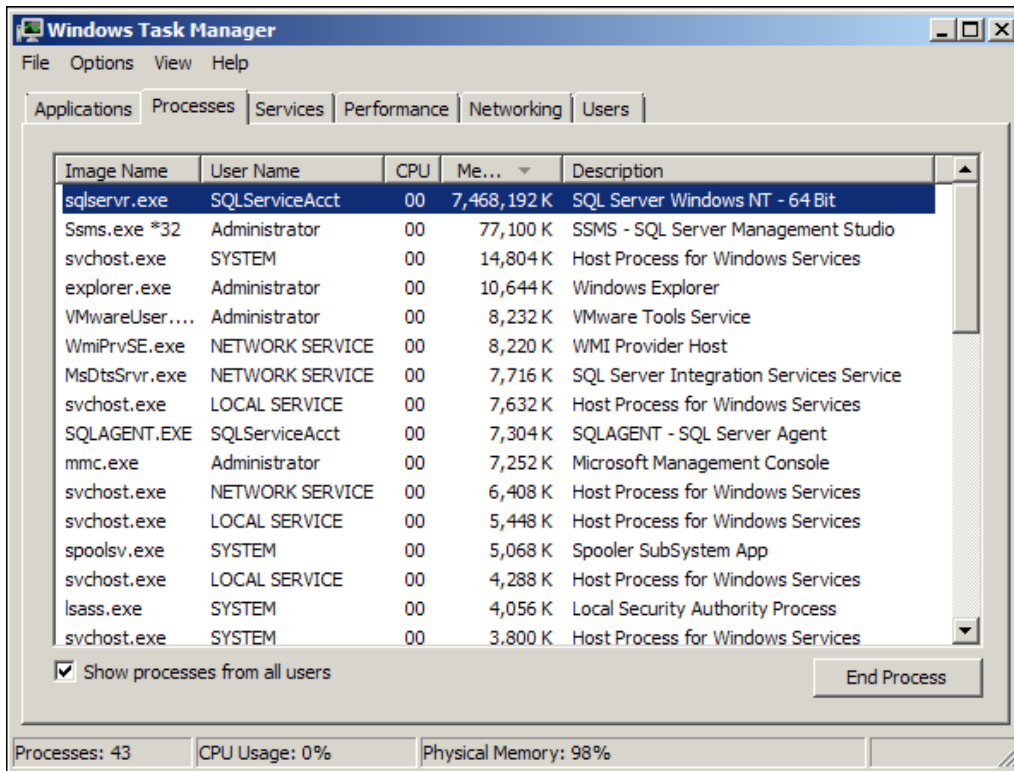 Windows Task Manager
File Options View Help
Applications Processes Services Performance Networking Users
Image Name User Name CPU Me... Description
sqlservr.exe SQLServiceAcct 00 7,468,192 K SQL Server Windows NT - 64 Bit
Ssms.exe *32 Administrator 00 77,100 K SSMS - SQL Server Management Studio
svchost.exe SYSTEM 00 14,804 K Host Process for Windows Services
explorer.exe Administrator 00 10,644 K Windows Explorer
VMwareUser.... Administrator 00 8,232 K VMware Tools Service
WmiPrvSE.exe NETWORK SERVICE 00 8,220 K WMI Provider Host
MsDtsSrvr.exe NETWORK SERVICE 00 7,716 K SQL Server Integration Services Service
svchost.exe LOCAL SERVICE 00 7,632 K Host Process for Windows Services
SQLAGENT.EXE SQLServiceAcct 00 7,304 K SQLAGENT - SQL Server Agent
mmc.exe Administrator 00 7,252 K Microsoft Management Console
svchost.exe NETWORK SERVICE 00 6,408 K Host Process for Windows Services
svchost.exe LOCAL SERVICE 00 5,448 K Host Process for Windows Services
spoolsv.exe SYSTEM 00 5,068 K Spooler SubSystem App
svchost.exe LOCAL SERVICE 00 4,288 K Host Process for Windows Services
lsass.exe SYSTEM 00 4,056 K Local Security Authority Process
svchost.exe SYSTEM 00 3,800 K Host Process for Windows Services
Show processes from all users
End Process
Processes: 43 CPU Usage: 0% Physical Memory: 98%